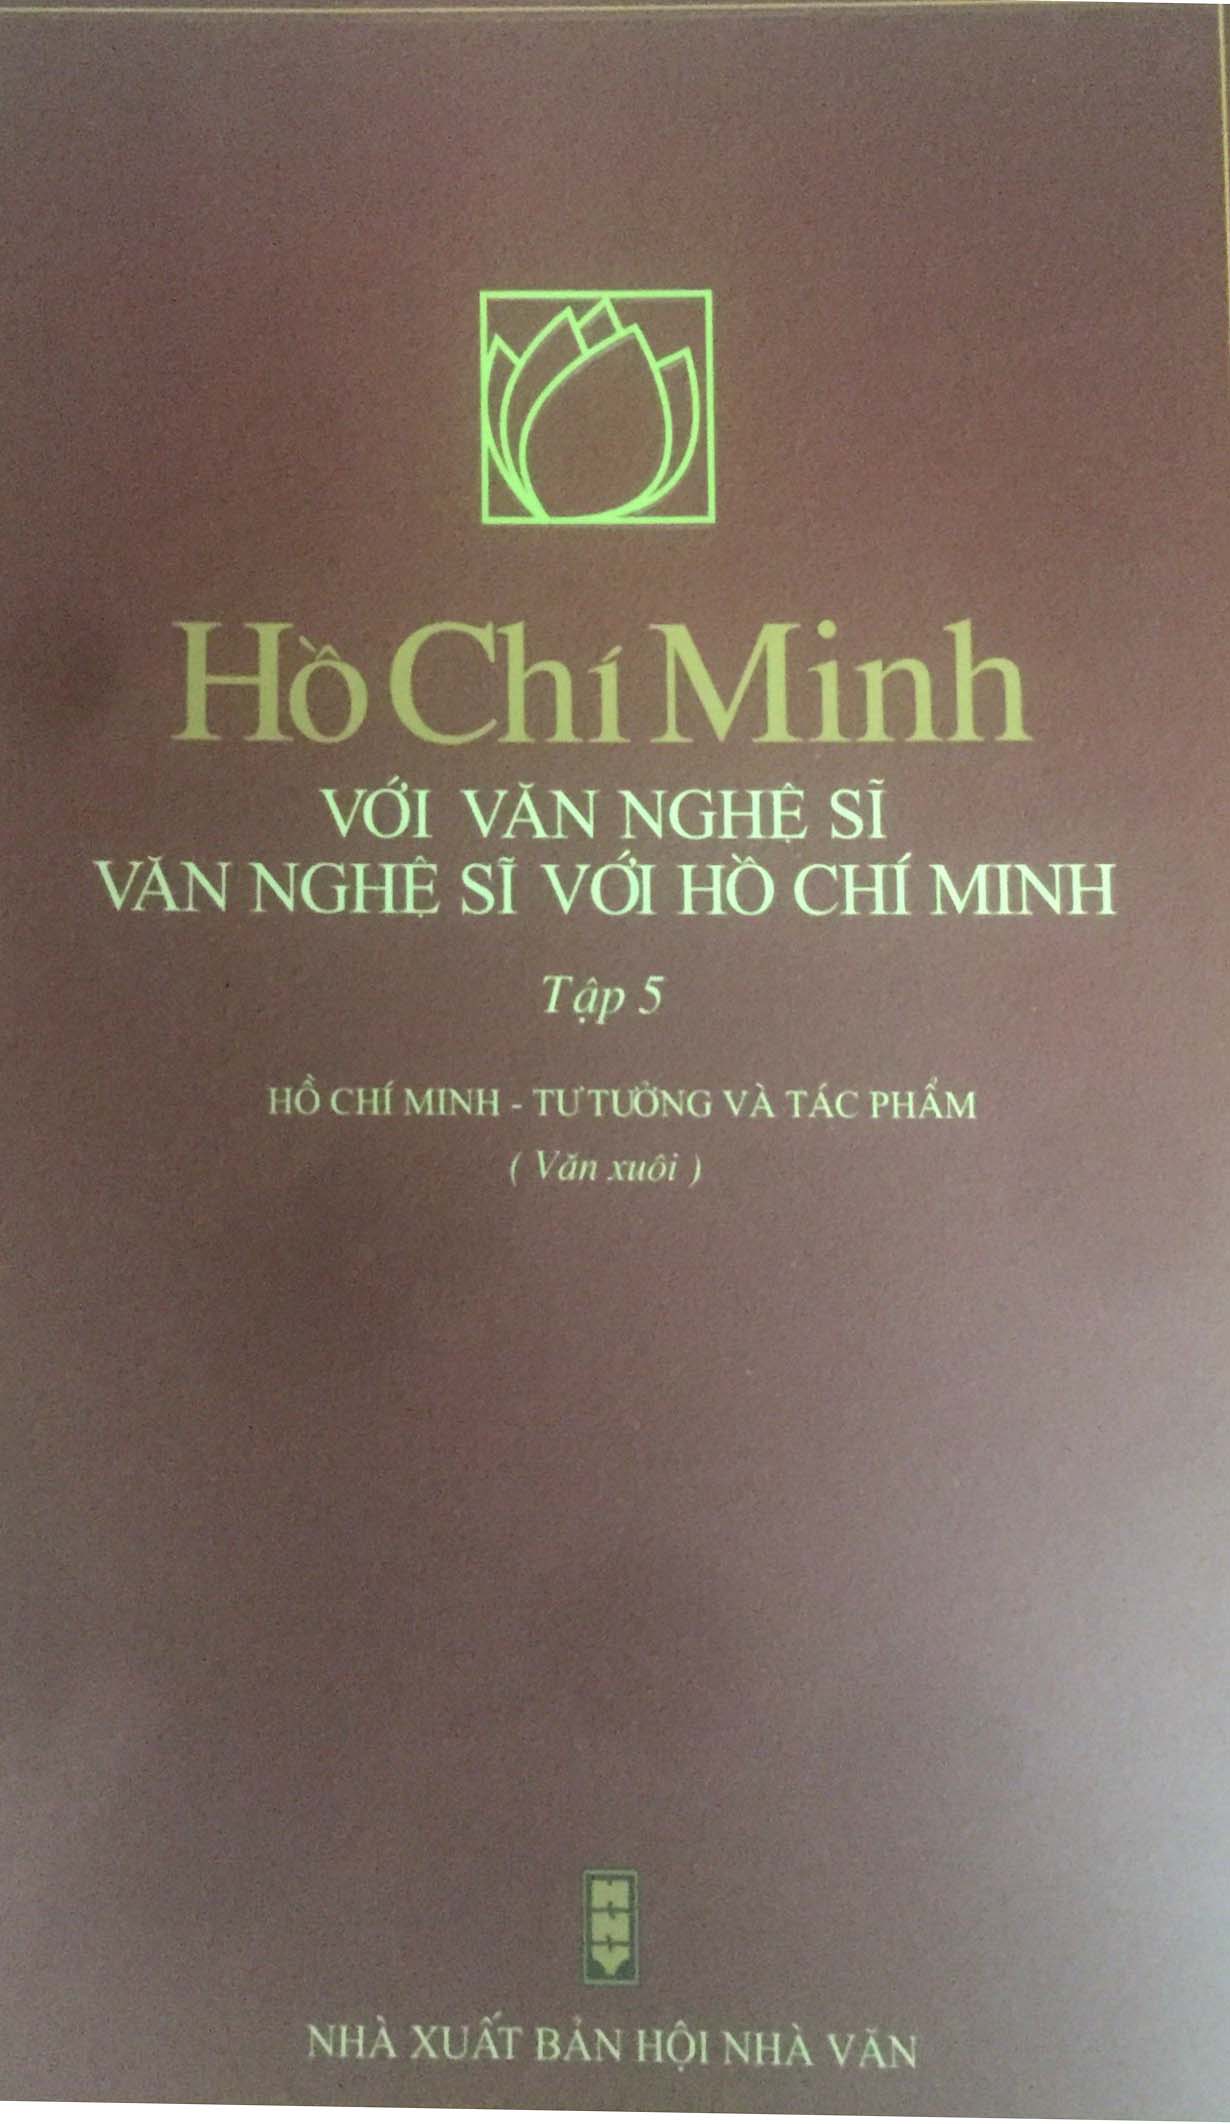 Hồ Chí Minh
VỚI VĂN NGHỆ SĨ
VĂN NGHỆ SĨ VỚI HỒ CHÍ MINH
Tập 5
HỒ CHÍ MINH - TƯ TƯỞNG VÀ TÁC PHẨM
( Văn xuôi )
NHÀ XUẤT BẢN HỘI NHÀ VĂN